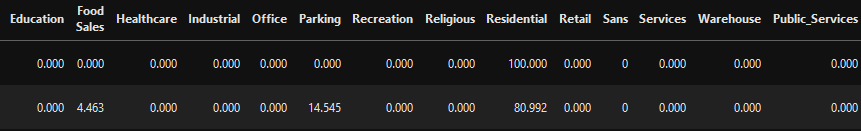 Education Food Sales Healthcare Industrial Office Parking Recreation Religious Residential Retail Sans Services Warehouse Public_Services
0.000 0.000 0.000 0.000 0.000 0.000 0.000 0.000 100.000 0.000 0 0.000 0.000 0.000
0.000 4.463 0.000 0.000 0.000 14.545 0.000 0.000 80.992 0.000 0 0.000 0.000 0.000